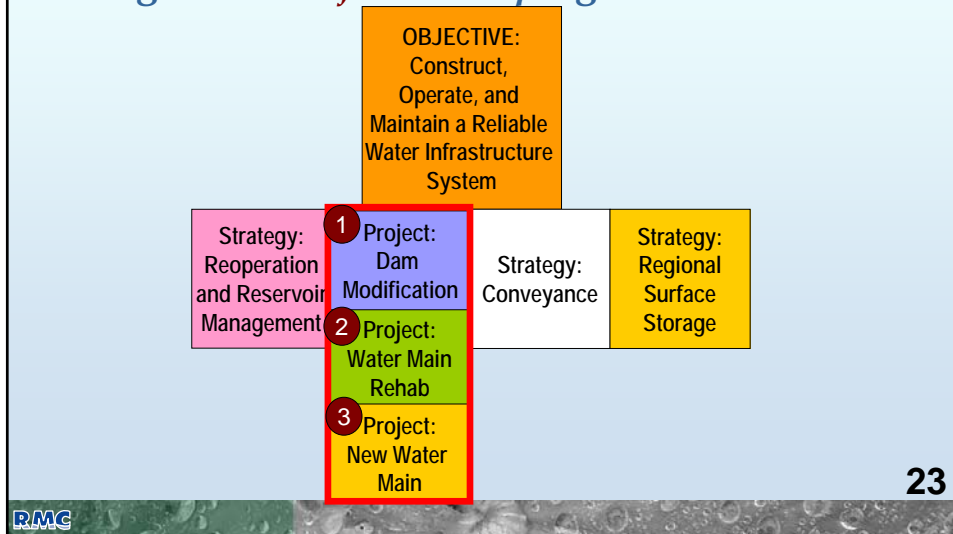 OBJECTIVE:
Construct,
Operate, and
Maintain a Reliable
Water Infrastructure
System
Strategy:
Reoperation
and Reservoir
Management
1
Project:
Dam
Modification
2
Project:
Water Main
Rehab
3
Project:
New Water
Main
Strategy:
Conveyance
Strategy:
Regional
Surface
Storage
23
RMC